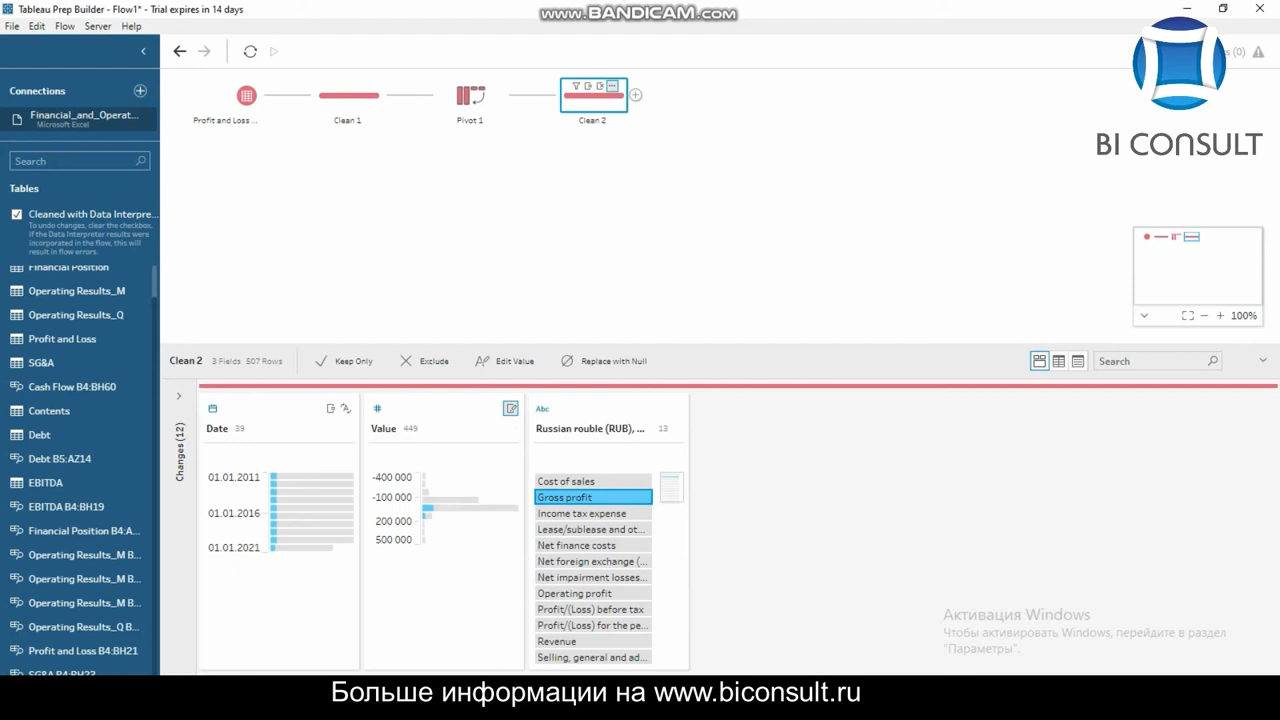 Tableau Prep Builder - Flow1* - Trial expires in 14 days
www.BANDICAM.com
File Edit Flow Server Help
Connections
Financial_and_Operat...
Microsoft Excel
Search
Tables
Cleaned with Data Interpre...
To undo changes, clear the checkbox.
If the Data Interpreter results were
incorporated in the flow, this will
result in flow errors.
Financial Position
Operating Results_M
Operating Results_Q
Profit and Loss
SG&A
Cash Flow B4:BH60
Contents
Debt
Debt B5:AZ14
EBITDA
EBITDA B4:BH19
Financial Position B4:A...
Operating Results_M B...
Operating Results_M B...
Operating Results_M B...
Operating Results_Q B...
Profit and Loss B4:BH21
SG&A B4:BH23
Profit and Loss ...
Clean 1
Pivot 1
Clean 2
(0)
BI CONSULT
100%
Clean 2 3 Fields 507 Rows Keep Only Exclude Edit Value Replace with Null Search
Changes (12)
Date 39
01.01.2011
01.01.2016
01.01.2021
Value 449
-400 000
-100 000
200 000
500 000
Abc
Russian rouble (RUB), ... 13
Cost of sales
Gross profit
Income tax expense
Lease/sublease and ot...
Net finance costs
Net foreign exchange (...
Net impairment losses...
Operating profit
Profit/(Loss) before tax
Profit/(Loss) for the pe...
Revenue
Selling, general and ad...
Активация Windows
Чтобы активировать Windows, перейдите в раздел
"Параметры".
Больше информации на www.biconsult.ru